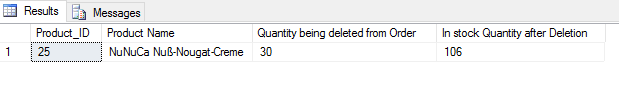 Results Messages
Product_ID Product Name Quantity being deleted from Order In stock Quantity after Deletion
1 25 NuNuCa Nuß-Nougat-Creme 30 106